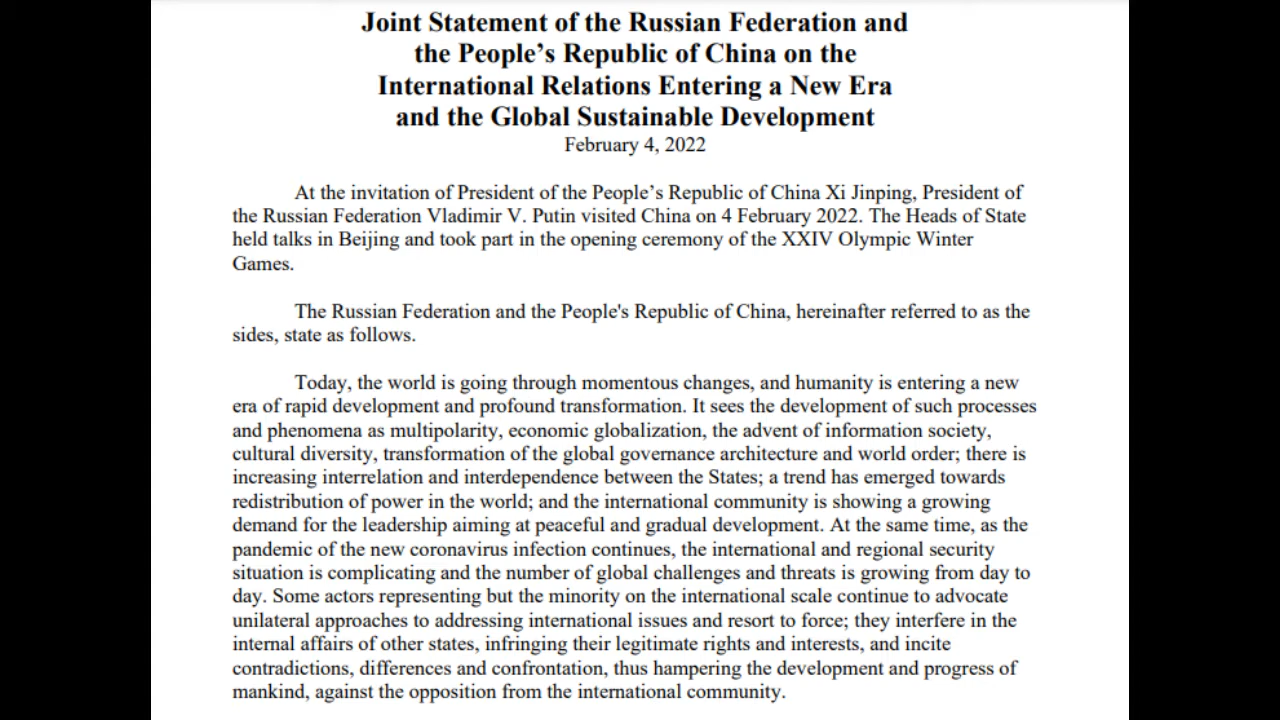 Joint Statement of the Russian Federation and
the People’s Republic of China on the
International Relations Entering a New Era
and the Global Sustainable Development
February 4, 2022
At the invitation of President of the People’s Republic of China Xi Jinping, President of
the Russian Federation Vladimir V. Putin visited China on 4 February 2022. The Heads of State
held talks in Beijing and took part in the opening ceremony of the XXIV Olympic Winter
Games.
The Russian Federation and the People's Republic of China, hereinafter referred to as the
sides, state as follows.
Today, the world is going through momentous changes, and humanity is entering a new
era of rapid development and profound transformation. It sees the development of such processes
and phenomena as multipolarity, economic globalization, the advent of information society,
cultural diversity, transformation of the global governance architecture and world order; there is
increasing interrelation and interdependence between the States; a trend has emerged towards
redistribution of power in the world; and the international community is showing a growing
demand for the leadership aiming at peaceful and gradual development. At the same time, as the
pandemic of the new coronavirus infection continues, the international and regional security
situation is complicating and the number of global challenges and threats is growing from day to
day. Some actors representing but the minority on the international scale continue to advocate
unilateral approaches to addressing international issues and resort to force; they interfere in the
internal affairs of other states, infringing their legitimate rights and interests, and incite
contradictions, differences and confrontation, thus hampering the development and progress of
mankind, against the opposition from the international community.